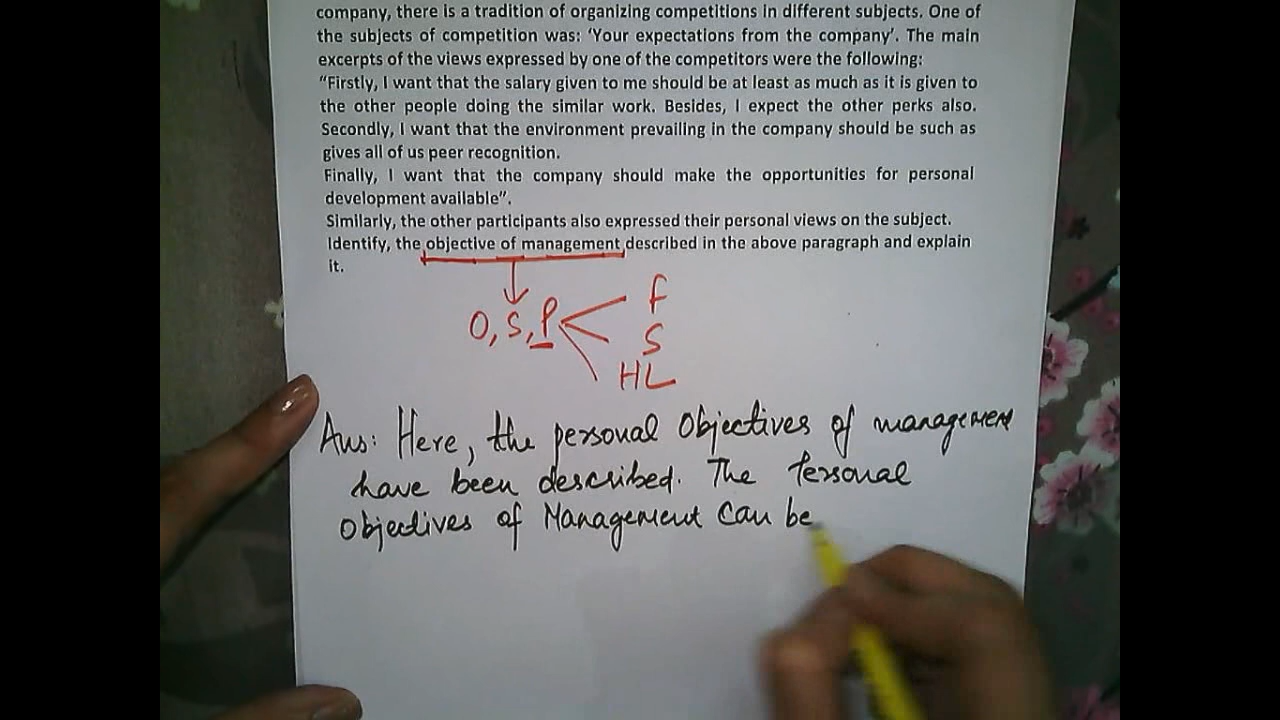 company, there is a tradition of organizing competitions in different subjects. One of
the subjects of competition was: ‘Your expectations from the company’. The main
excerpts of the views expressed by one of the competitors were the following:
“Firstly, I want that the salary given to me should be at least as much as it is given to
the other people doing the similar work. Besides, I expect the other perks also.
Secondly, I want that the environment prevailing in the company should be such as
gives all of us peer recognition.
Finally, I want that the company should make the opportunities for personal
development available”.
Similarly, the other participants also expressed their personal views on the subject.
Identify, the objective of management described in the above paragraph and explain
it.
O, S, P
F
S
HL
Ans: Here, the personal Objectives of management
have been described. The Personal
Objectives of Management can be